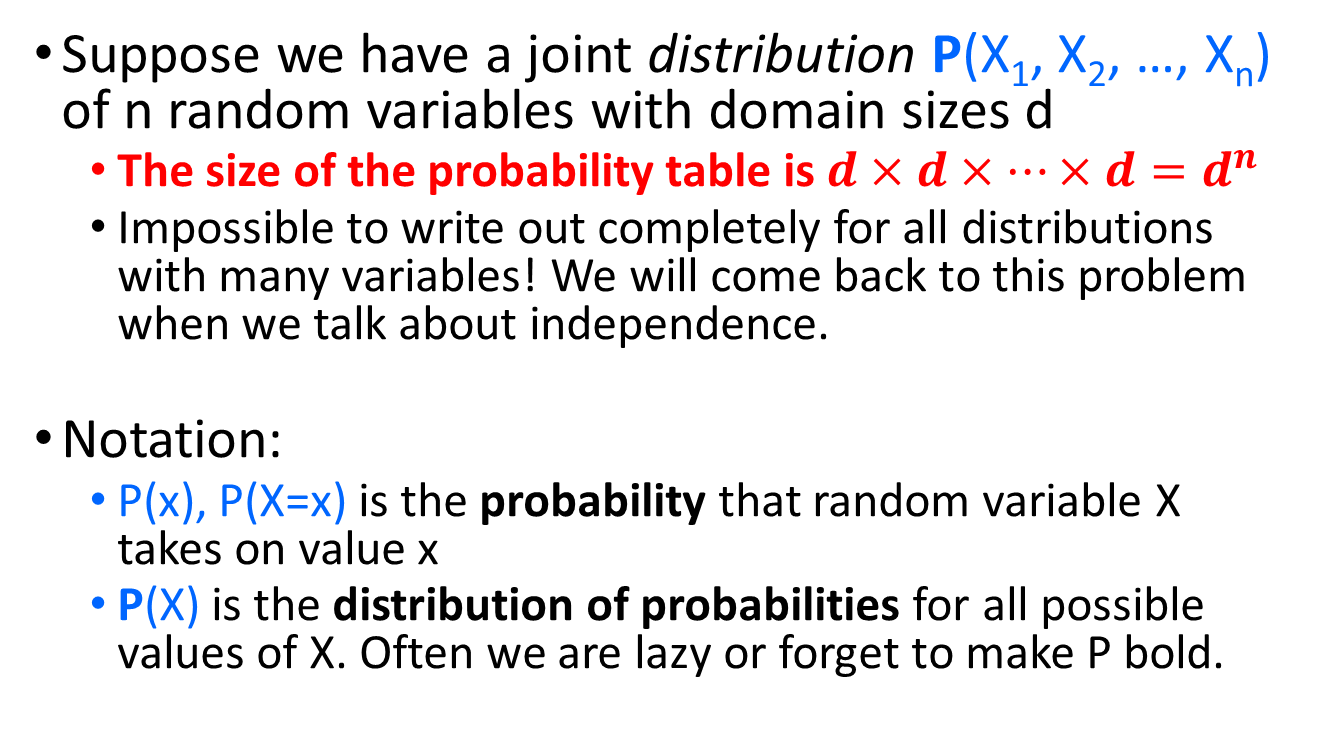 • Suppose we have a joint distribution P(X₁, X₂, …, Xₙ)
of n random variables with domain sizes d
• The size of the probability table is d × d × ⋯ × d = dⁿ
• Impossible to write out completely for all distributions
with many variables! We will come back to this problem
when we talk about independence.
• Notation:
• P(x), P(X=x) is the probability that random variable X
takes on value x
• P(X) is the distribution of probabilities for all possible
values of X. Often we are lazy or forget to make P bold.